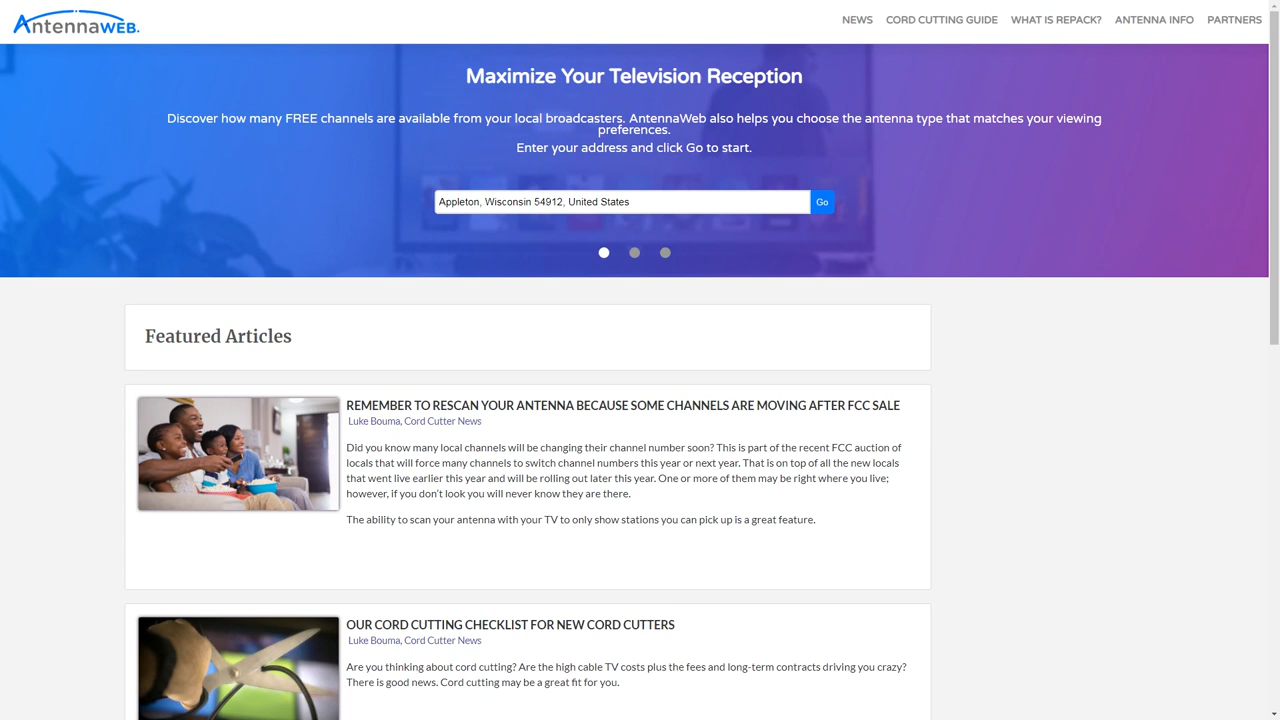 AntennaWEB.
NEWS
CORD CUTTING GUIDE
WHAT IS REPACK?
ANTENNA INFO
PARTNERS
Maximize Your Television Reception
Discover how many FREE channels are available from your local broadcasters. AntennaWeb also helps you choose the antenna type that matches your viewing
preferences.
Enter your address and click Go to start.
Appleton, Wisconsin 54912, United States
Go
Featured Articles
REMEMBER TO RESCAN YOUR ANTENNA BECAUSE SOME CHANNELS ARE MOVING AFTER FCC SALE
Luke Bouma, Cord Cutter News
Did you know many local channels will be changing their channel number soon? This is part of the recent FCC auction of
locals that will force many channels to switch channel numbers this year or next year. That is on top of all the new locals
that went live earlier this year and will be rolling out later this year. One or more of them may be right where you live;
however, if you don’t look you will never know they are there.
The ability to scan your antenna with your TV to only show stations you can pick up is a great feature.
OUR CORD CUTTING CHECKLIST FOR NEW CORD CUTTERS
Luke Bouma, Cord Cutter News
Are you thinking about cord cutting? Are the high cable TV costs plus the fees and long-term contracts driving you crazy?
There is good news. Cord cutting may be a great fit for you.